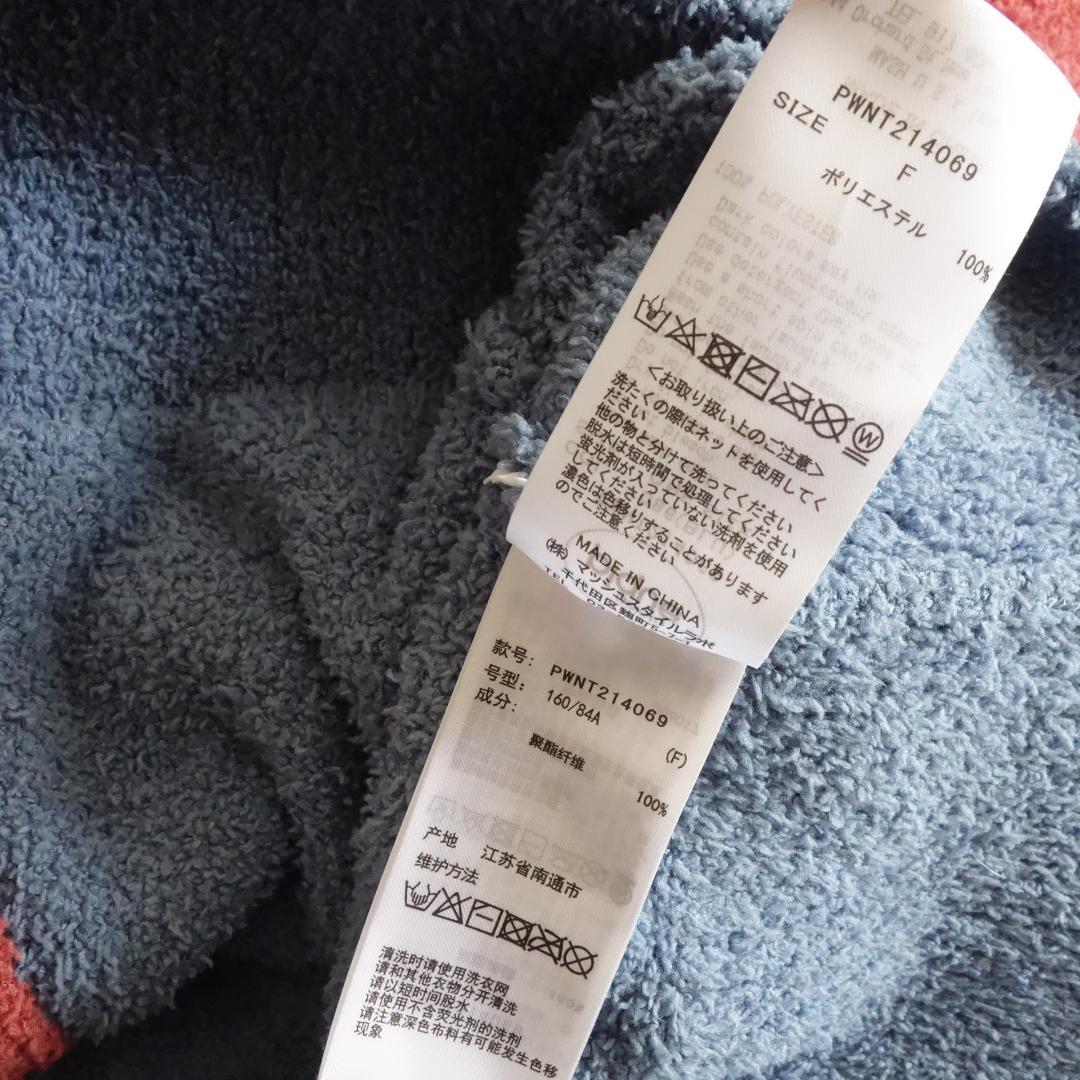 PWNT214069
SIZE
F
ポリエステル
100%
W
<お取り扱い上のご注意>
洗たくの際はネットを使用してく
ださい
他の物と分けて洗ってください
脱水は短時間で処理してください
蛍光剤が入っていない洗剤を使用
してください
濃色は色移りすることがあります
のでご注意ください
MADE IN CHINA
(株)マッシュスタイルラボ
千代田区麹町5-7-1
TEL 03
款号: PWNT214069
号型: 160/84A (F)
成分:
聚酯纤维
100%
产地 江苏省南通市
维护方法
清洗时请使用洗衣网
请和其他衣物分开清洗
请以短时间脱水
请使用不含荧光剂的洗剂
请注意深色布料有可能发生色移
现象